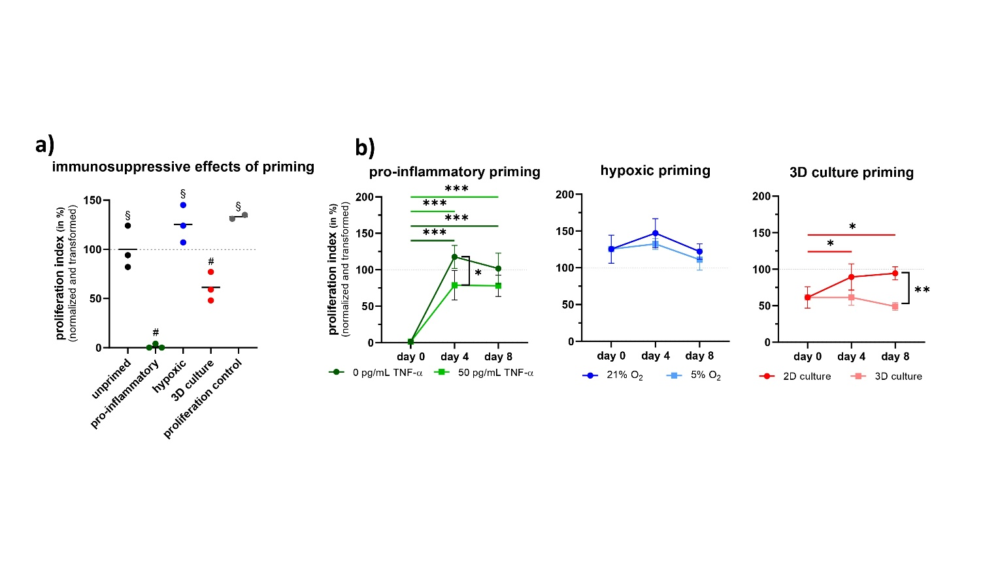 a)
immunosuppressive effects of priming
proliferation index (in %)
(normalized and transformed)
150
100
50
0
§
#
§
#
§
unprimed
pro-inflammatory
hypoxic
3D culture
proliferation control
b)
pro-inflammatory priming
proliferation index (in %)
(normalized and transformed)
200
150
100
50
0
***
***
***
***
*
day 0 day 4 day 8
0 pg/mL TNF-α 50 pg/mL TNF-α
hypoxic priming
200
150
100
50
0
day 0 day 4 day 8
21% O₂ 5% O₂
3D culture priming
200
150
100
50
0
*
*
**
day 0 day 4 day 8
2D culture 3D culture